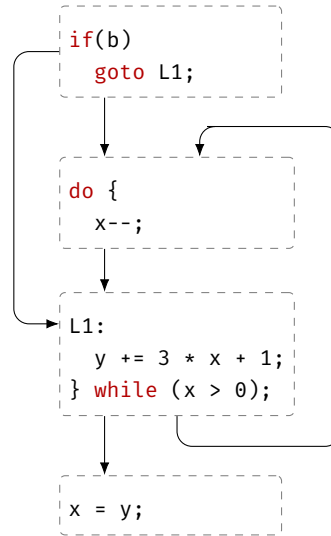 if(b)
  goto L1;
do {
  x--;
L1:
  y += 3 * x + 1;
} while (x > 0);
x = y;